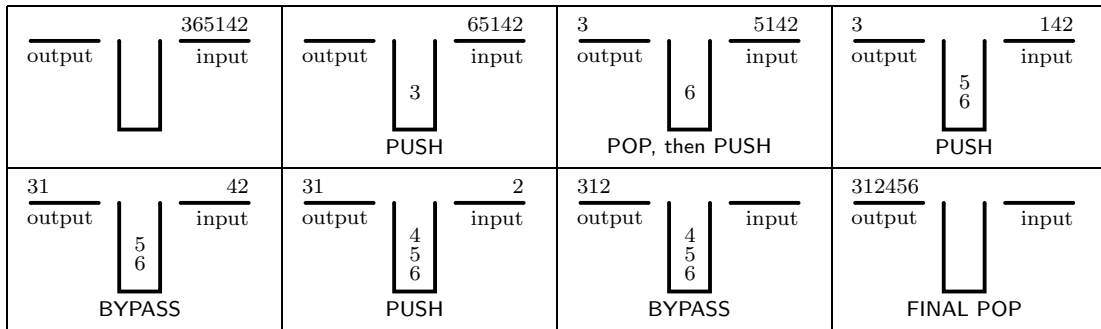 365142
output input
65142
output input
3
PUSH
3 5142
output input
6
POP, then PUSH
3 142
output input
5
6
PUSH
31 42
output input
5
6
BYPASS
31 2
output input
4
5
6
PUSH
312
output input
4
5
6
BYPASS
312456
output input
FINAL POP